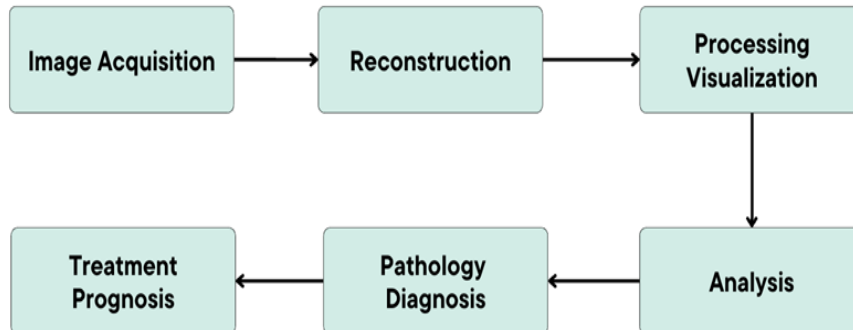 Image Acquisition
Reconstruction
Processing
Visualization
Treatment
Prognosis
Pathology
Diagnosis
Analysis